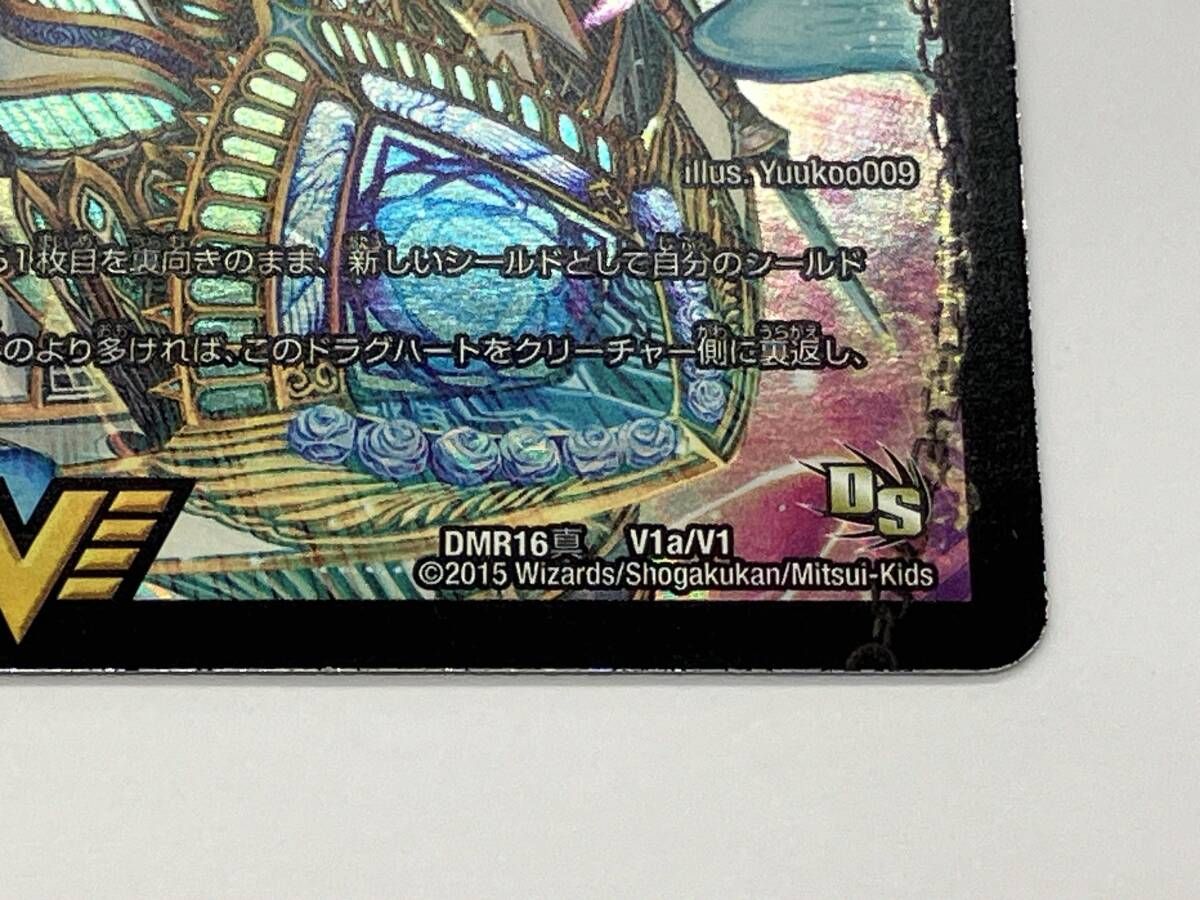 illus. Yuukoo009
ら1枚目を裏向きのまま、新しいシールドとして自分のシールド
のより多ければ、このドラグハートをクリーチャー側に裏返し、
DS
DMR16真 V1a/V1
©2015 Wizards/Shogakukan/Mitsui-Kids